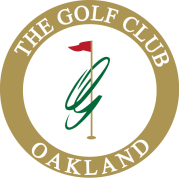 THE GOLF CLUB
G
OAKLAND